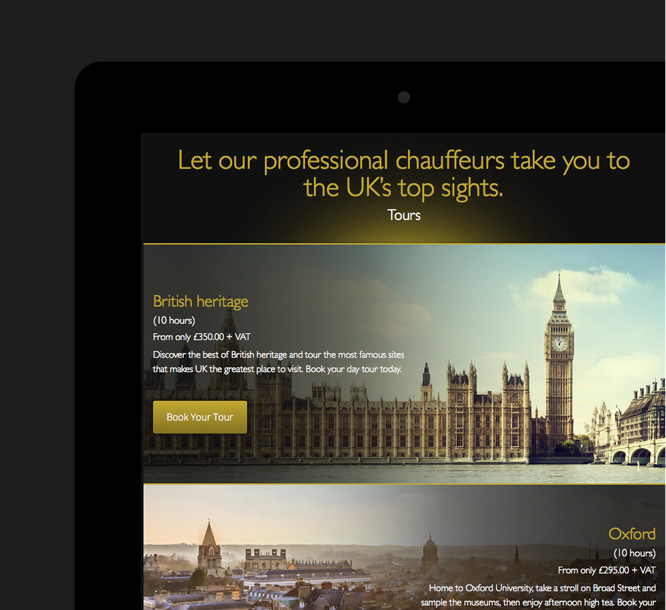 Let our professional chauffeurs take you to
the UK's top sights.
Tours
British heritage
(10 hours)
From only £350.00 + VAT
Discover the best of British heritage and tour the most famous sites
that makes UK the greatest place to visit. Book your day tour today.
Book Your Tour
Oxford
(10 hours)
From only £295.00 + VAT
Home to Oxford University, take a stroll on Broad Street and
sample the museums, then enjoy afternoon high tea. Book your